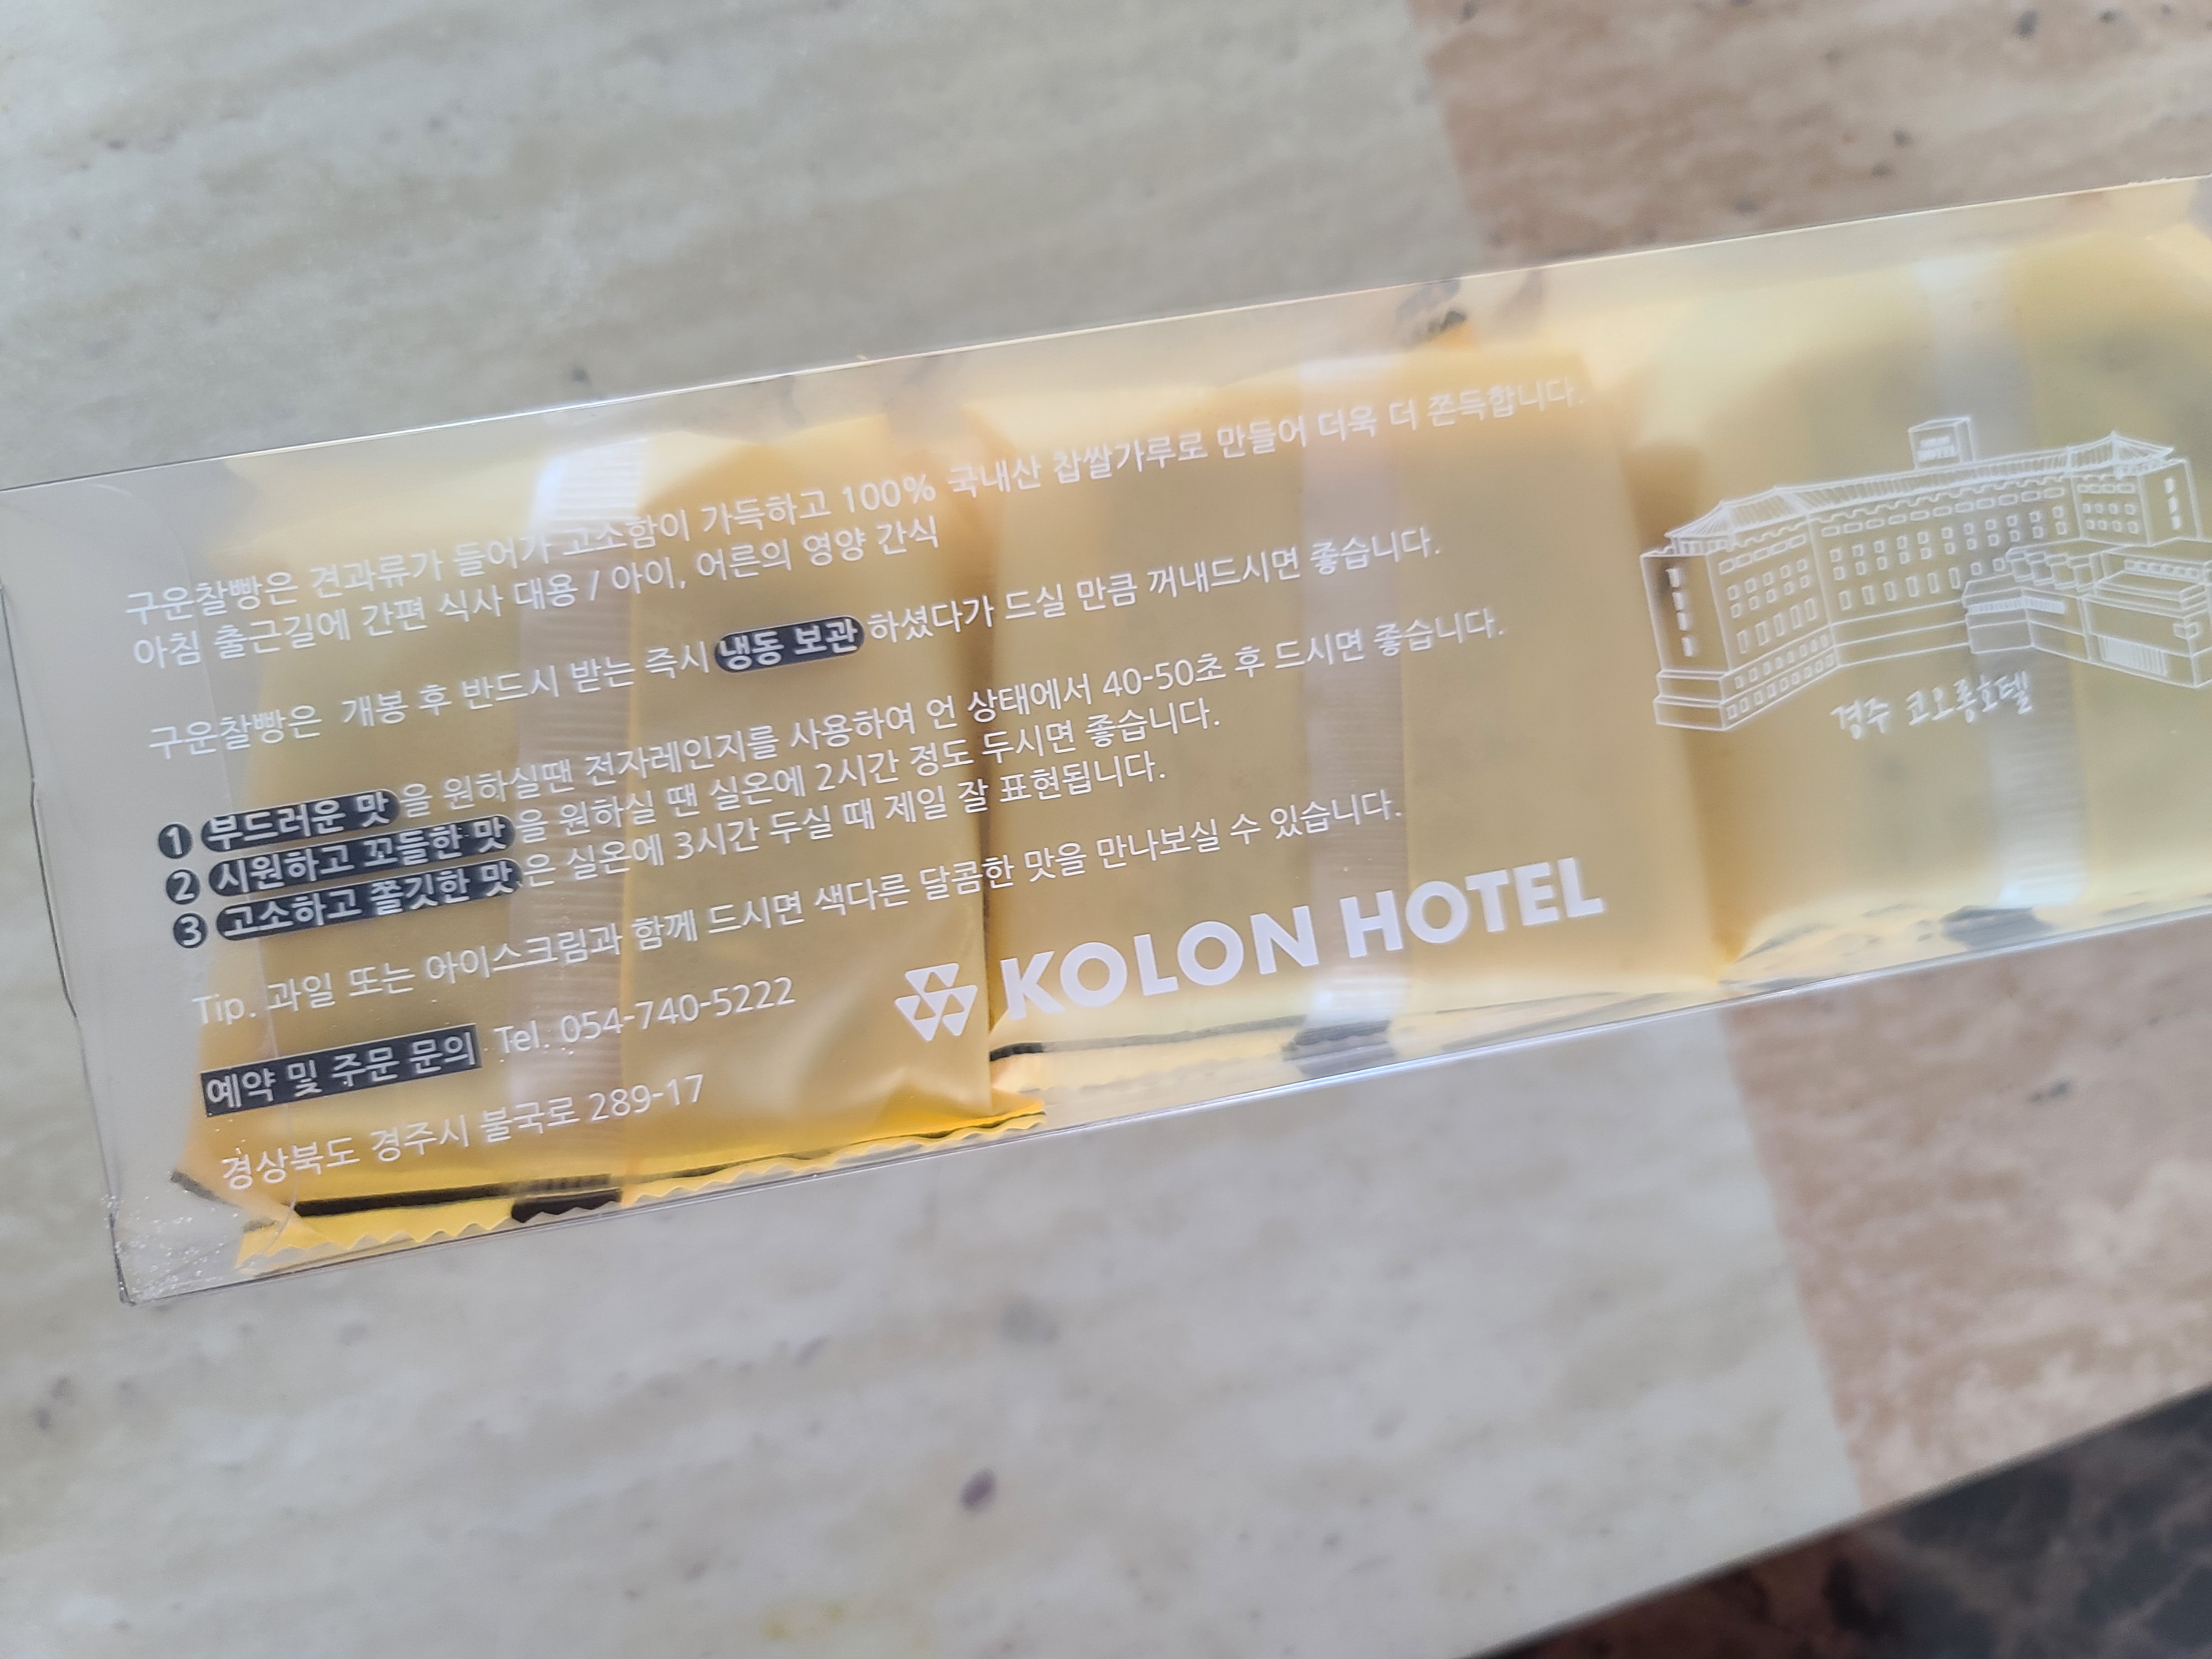 구운찰빵은 견과류가 들어가 고소함이 가득하고 100% 국내산 찹쌀가루로 만들어 더욱 더 쫀득합니다.
아침 출근길에 간편 식사 대용 / 아이, 어른의 영양 간식
구운찰빵은 개봉 후 반드시 받는 즉시 냉동 보관 하셨다가 드실 만큼 꺼내드시면 좋습니다.
1 부드러운 맛을 원하실땐 전자레인지를 사용하여 언 상태에서 40-50초 후 드시면 좋습니다.
2 시원하고 꼬들한 맛을 원하실 땐 실온에 2시간 정도 두시면 좋습니다.
3 고소하고 쫄깃한 맛은 실온에 3시간 두실 때 제일 잘 표현됩니다.
Tip. 과일 또는 아이스크림과 함께 드시면 색다른 달콤한 맛을 만나보실 수 있습니다.
예약 및 주문 문의 Tel. 054-740-5222
경상북도 경주시 불국로 289-17
KOLON HOTEL
경주 코오롱호텔